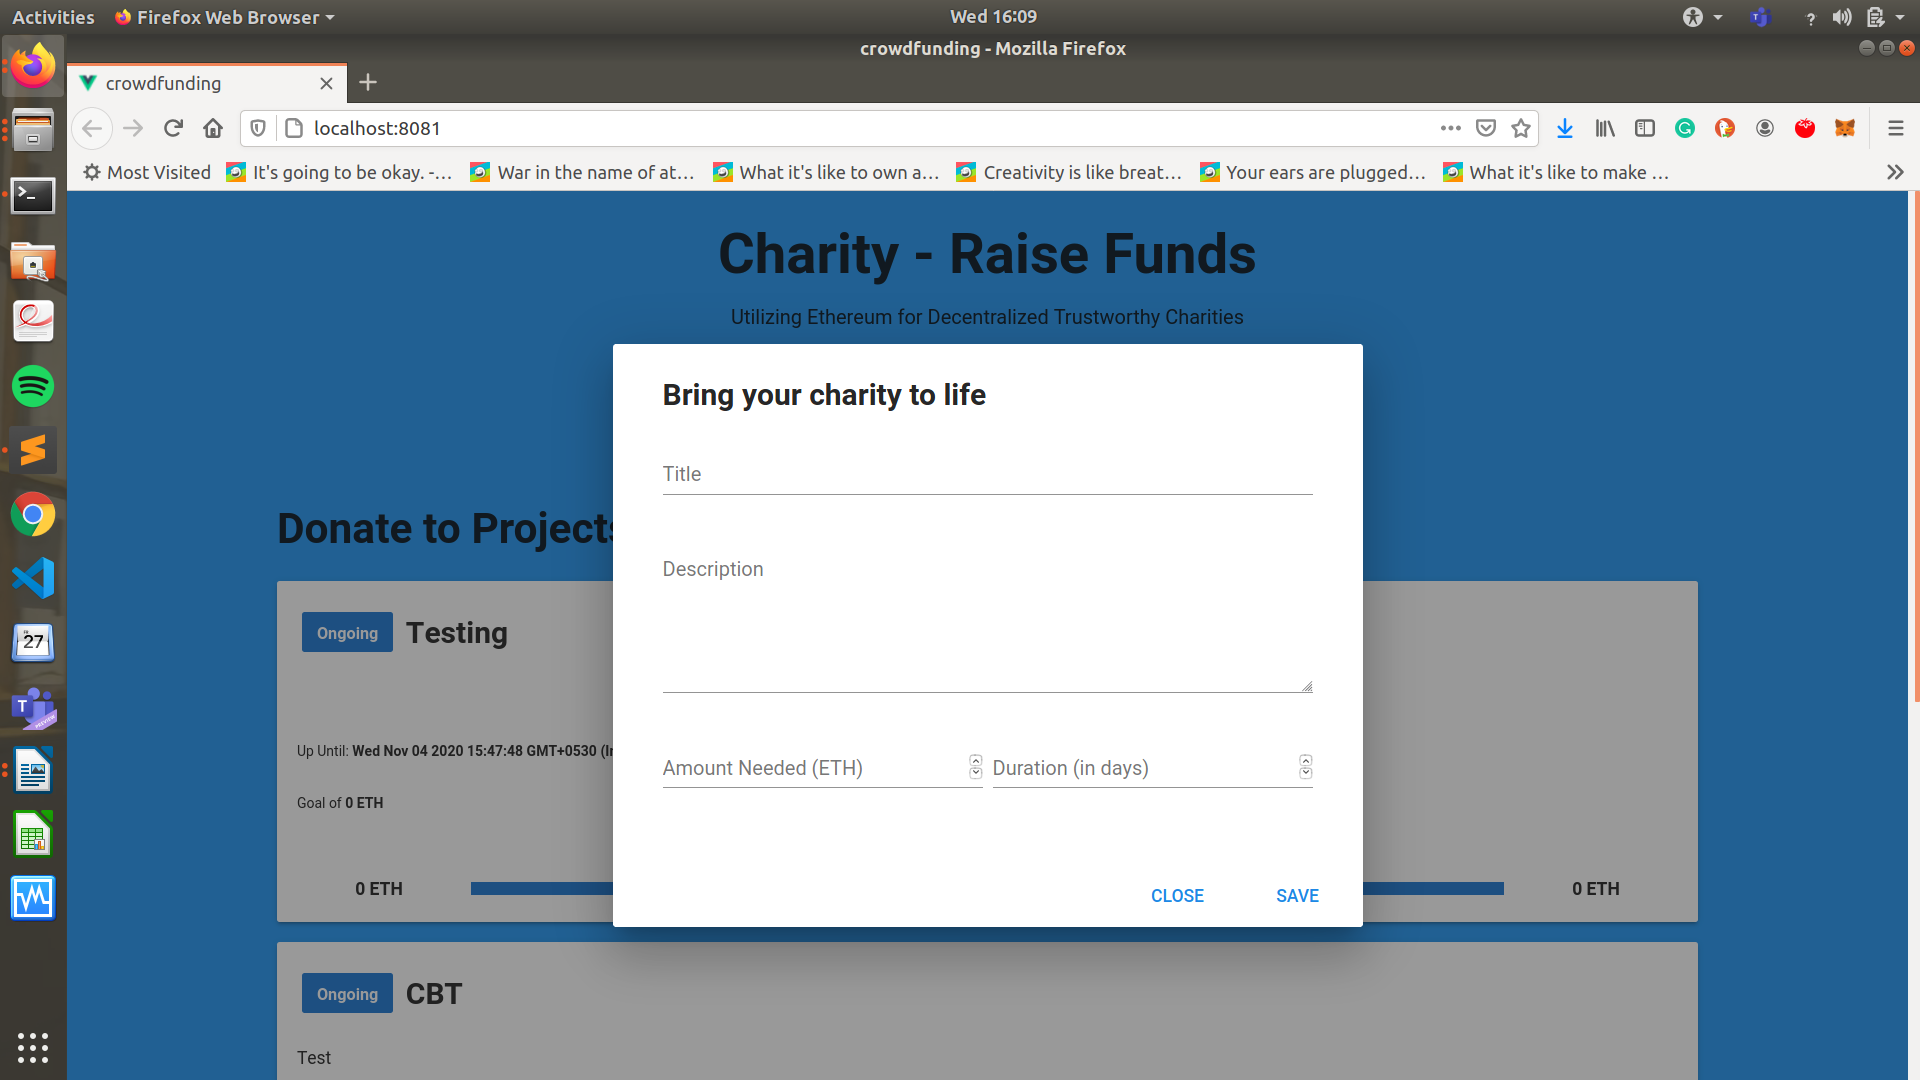 Activities
Firefox Web Browser
Wed 16:09
crowdfunding - Mozilla Firefox
crowdfunding
localhost:8081
Most Visited
It's going to be okay. -...
War in the name of at...
What it's like to own a...
Creativity is like breat...
Your ears are plugged...
What it's like to make ...
Charity - Raise Funds
Utilizing Ethereum for Decentralized Trustworthy Charities
Bring your charity to life
Title
Donate to Projects
Description
Ongoing
Testing
Up Until: Wed Nov 04 2020 15:47:48 GMT+0530 (
Amount Needed (ETH)
Duration (in days)
Goal of 0 ETH
0 ETH
0 ETH
CLOSE
SAVE
Ongoing
CBT
Test
27